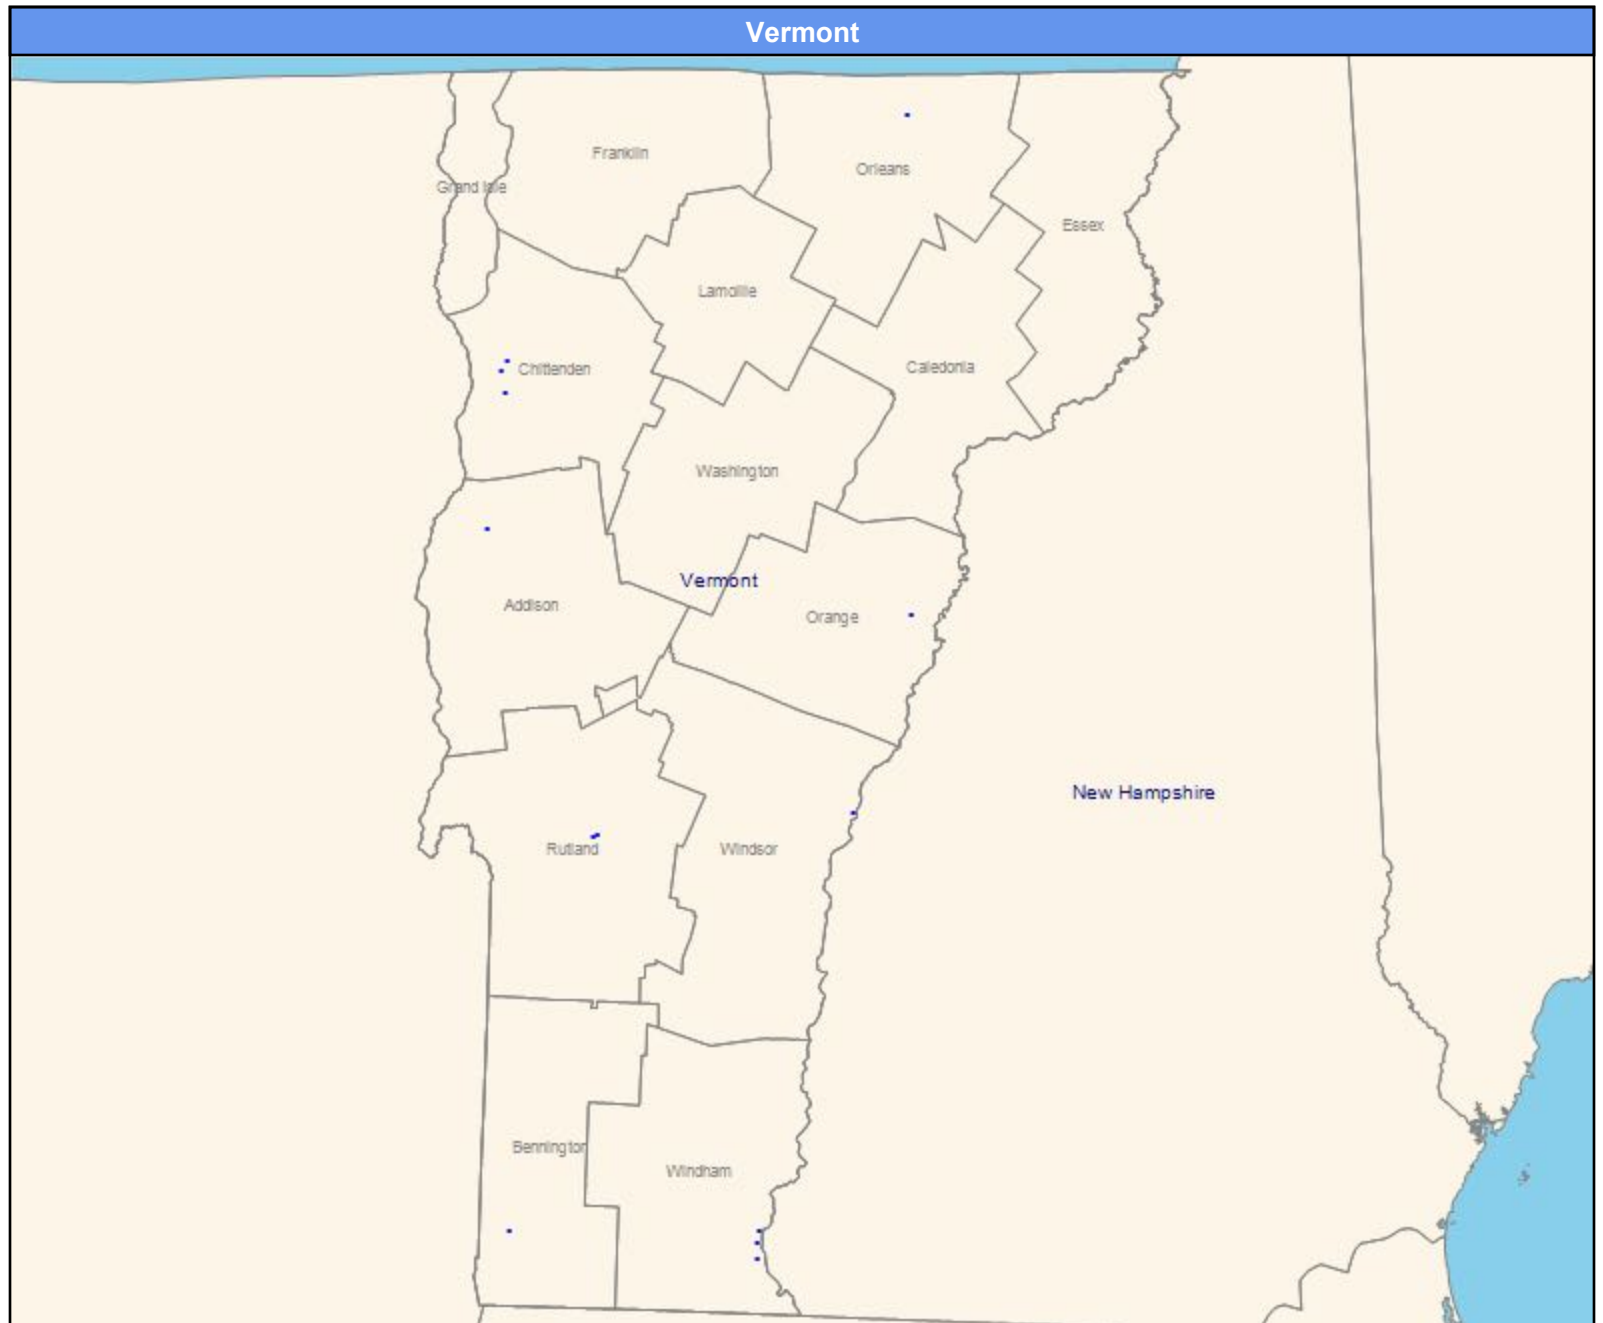 Vermont
Franklin
Orleans
Grand Isle
Essex
Lamoille
Chittenden
Caledonia
Washington
Vermont
Addison
Orange
New Hampshire
Rutland
Windsor
Bennington
Windham